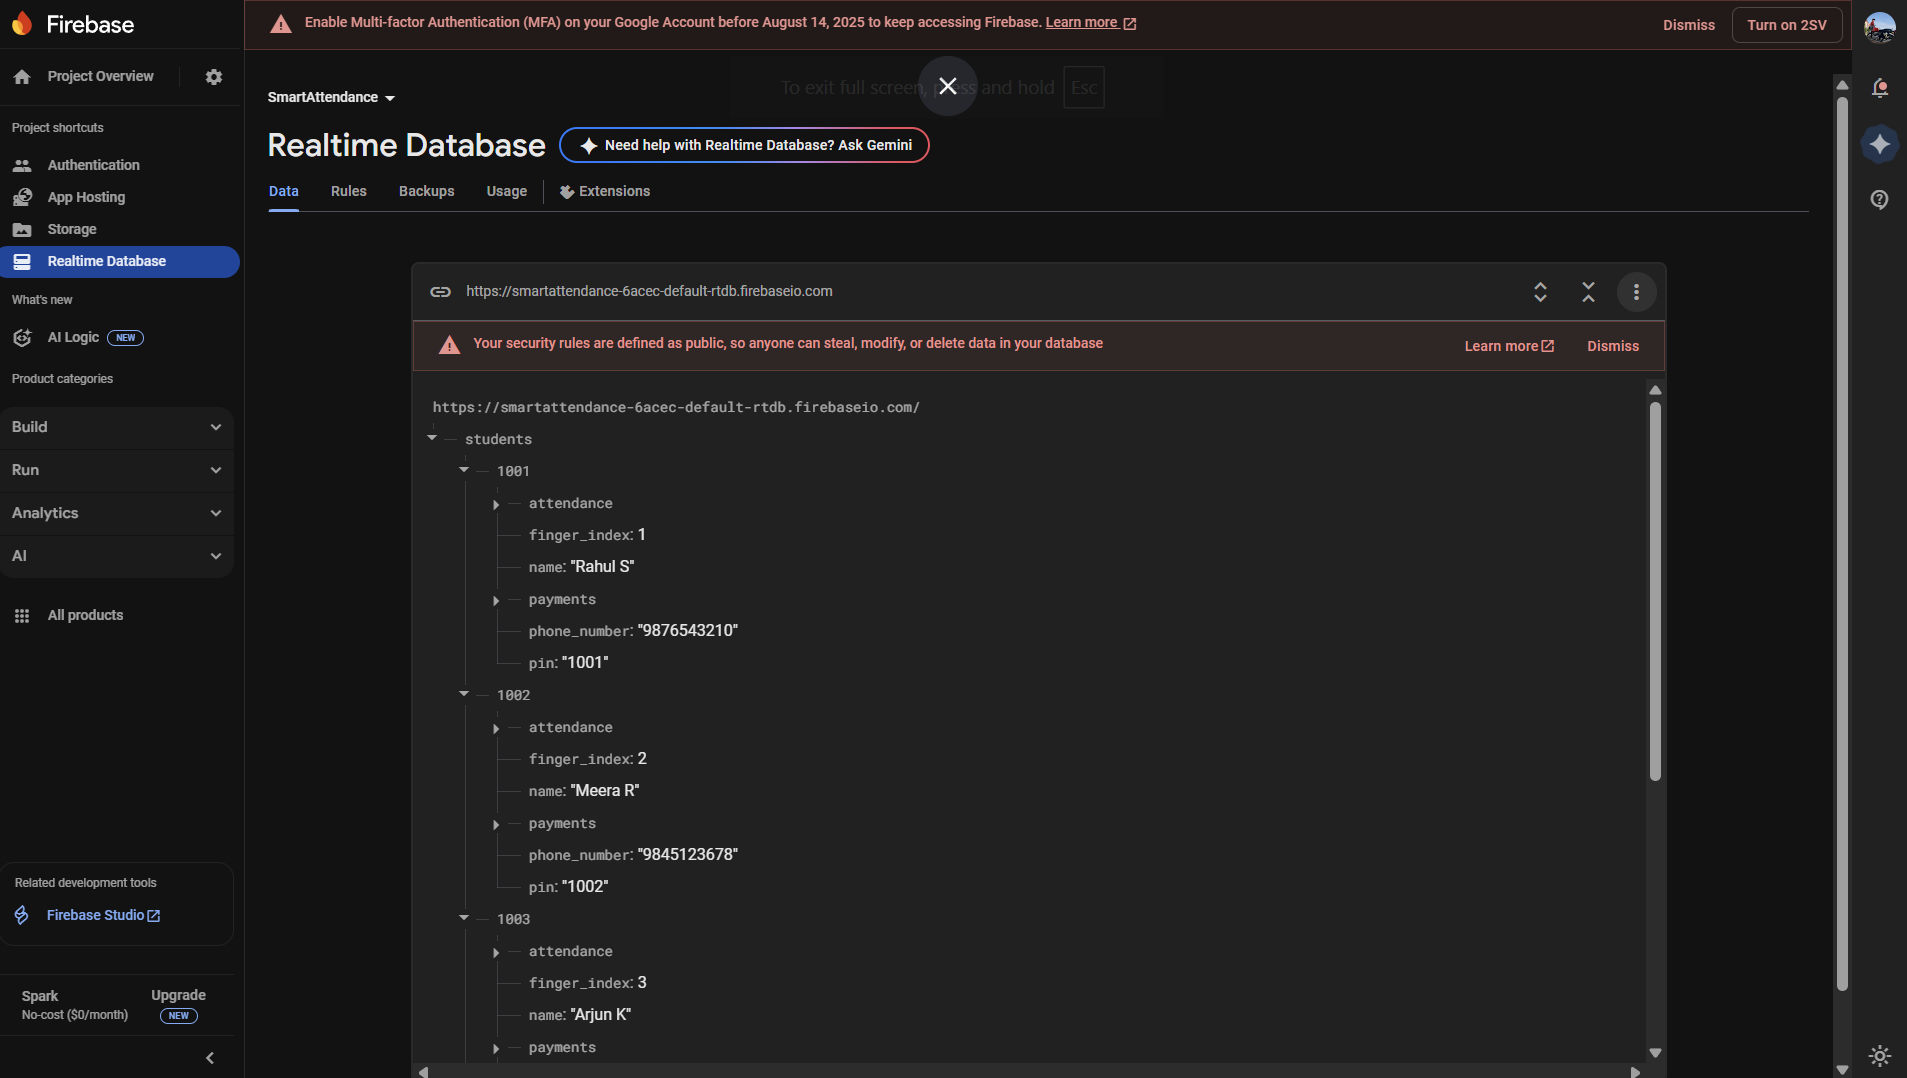 Firebase
Enable Multi-factor Authentication (MFA) on your Google Account before August 14, 2025 to keep accessing Firebase. Learn more
Dismiss
Turn on 2SV
Project Overview
To exit full screen, press and hold Esc
SmartAttendance
Project shortcuts
Realtime Database
Need help with Realtime Database? Ask Gemini
Authentication
App Hosting
Storage
Realtime Database
Data Rules Backups Usage Extensions
What's new
AI Logic NEW
Product categories
Build
Run
Analytics
AI
All products
https://smartattendance-6acec-default-rtdb.firebaseio.com
Your security rules are defined as public, so anyone can steal, modify, or delete data in your database
Learn more
Dismiss
https://smartattendance-6acec-default-rtdb.firebaseio.com/
students
1001
attendance
finger_index: 1
name: "Rahul S"
payments
phone_number: "9876543210"
pin: "1001"
1002
attendance
finger_index: 2
name: "Meera R"
payments
phone_number: "9845123678"
pin: "1002"
1003
attendance
finger_index: 3
name: "Arjun K"
payments
Related development tools
Firebase Studio
Spark
No-cost ($0/month)
Upgrade
NEW